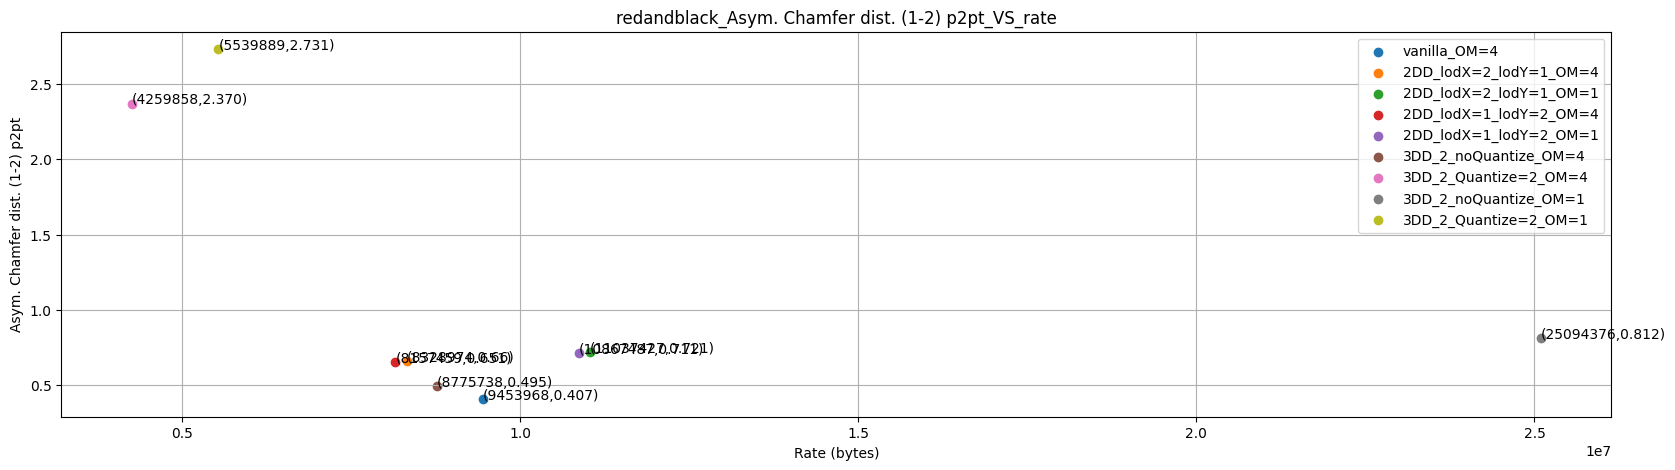 redandblack_Asym. Chamfer dist. (1-2) p2pt_VS_rate
Asym. Chamfer dist. (1-2) p2pt
2.5
2.0
1.5
1.0
0.5
(5539889,2.731)
(4259858,2.370)
(11037427,0.721)
(25094376,0.812)
(8775738,0.495)
(9453968,0.407)
vanilla_OM=4
2DD_lodX=2_lodY=1_OM=4
2DD_lodX=2_lodY=1_OM=1
2DD_lodX=1_lodY=2_OM=4
2DD_lodX=1_lodY=2_OM=1
3DD_2_noQuantize_OM=4
3DD_2_Quantize=2_OM=4
3DD_2_noQuantize_OM=1
3DD_2_Quantize=2_OM=1
0.5
1.0
1.5
2.0
2.5
1e7
Rate (bytes)